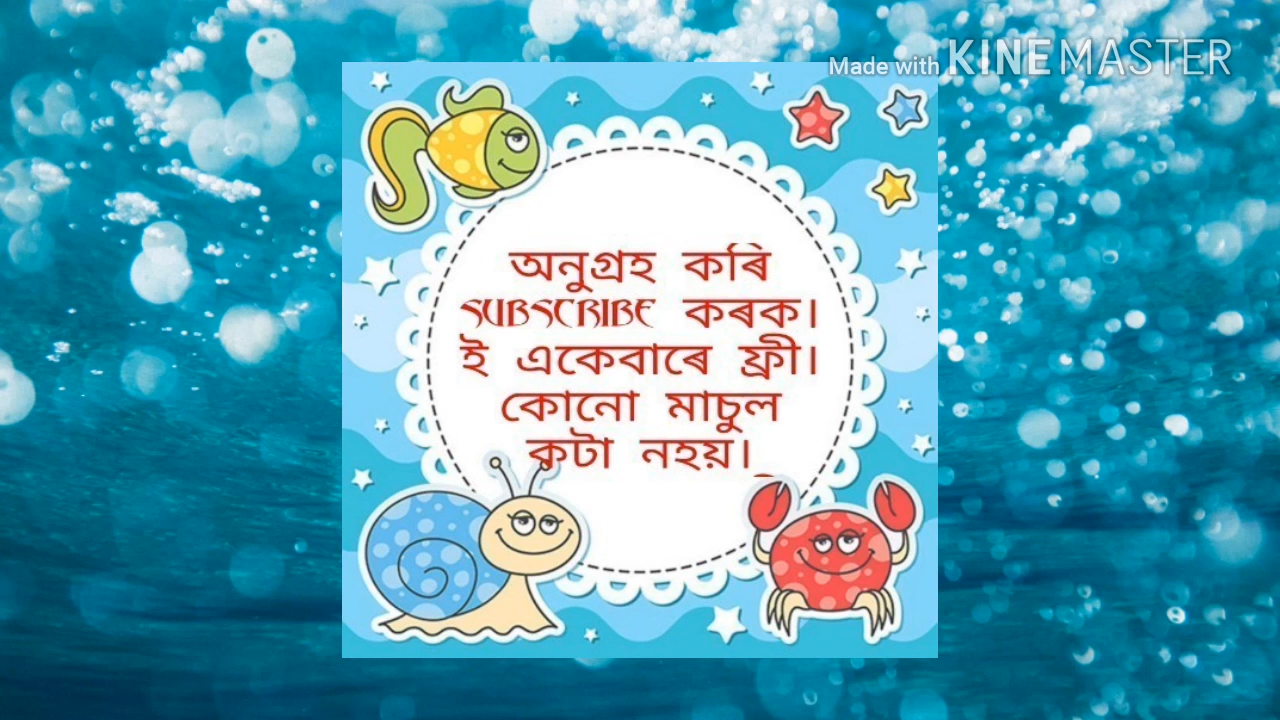 Made with KINEMASTER
অনুগ্ৰহ কৰি
SUBSCRIBE কৰক।
ই একেবাৰে ফ্ৰী।
কোনো মাচুল
কটা নহয়।